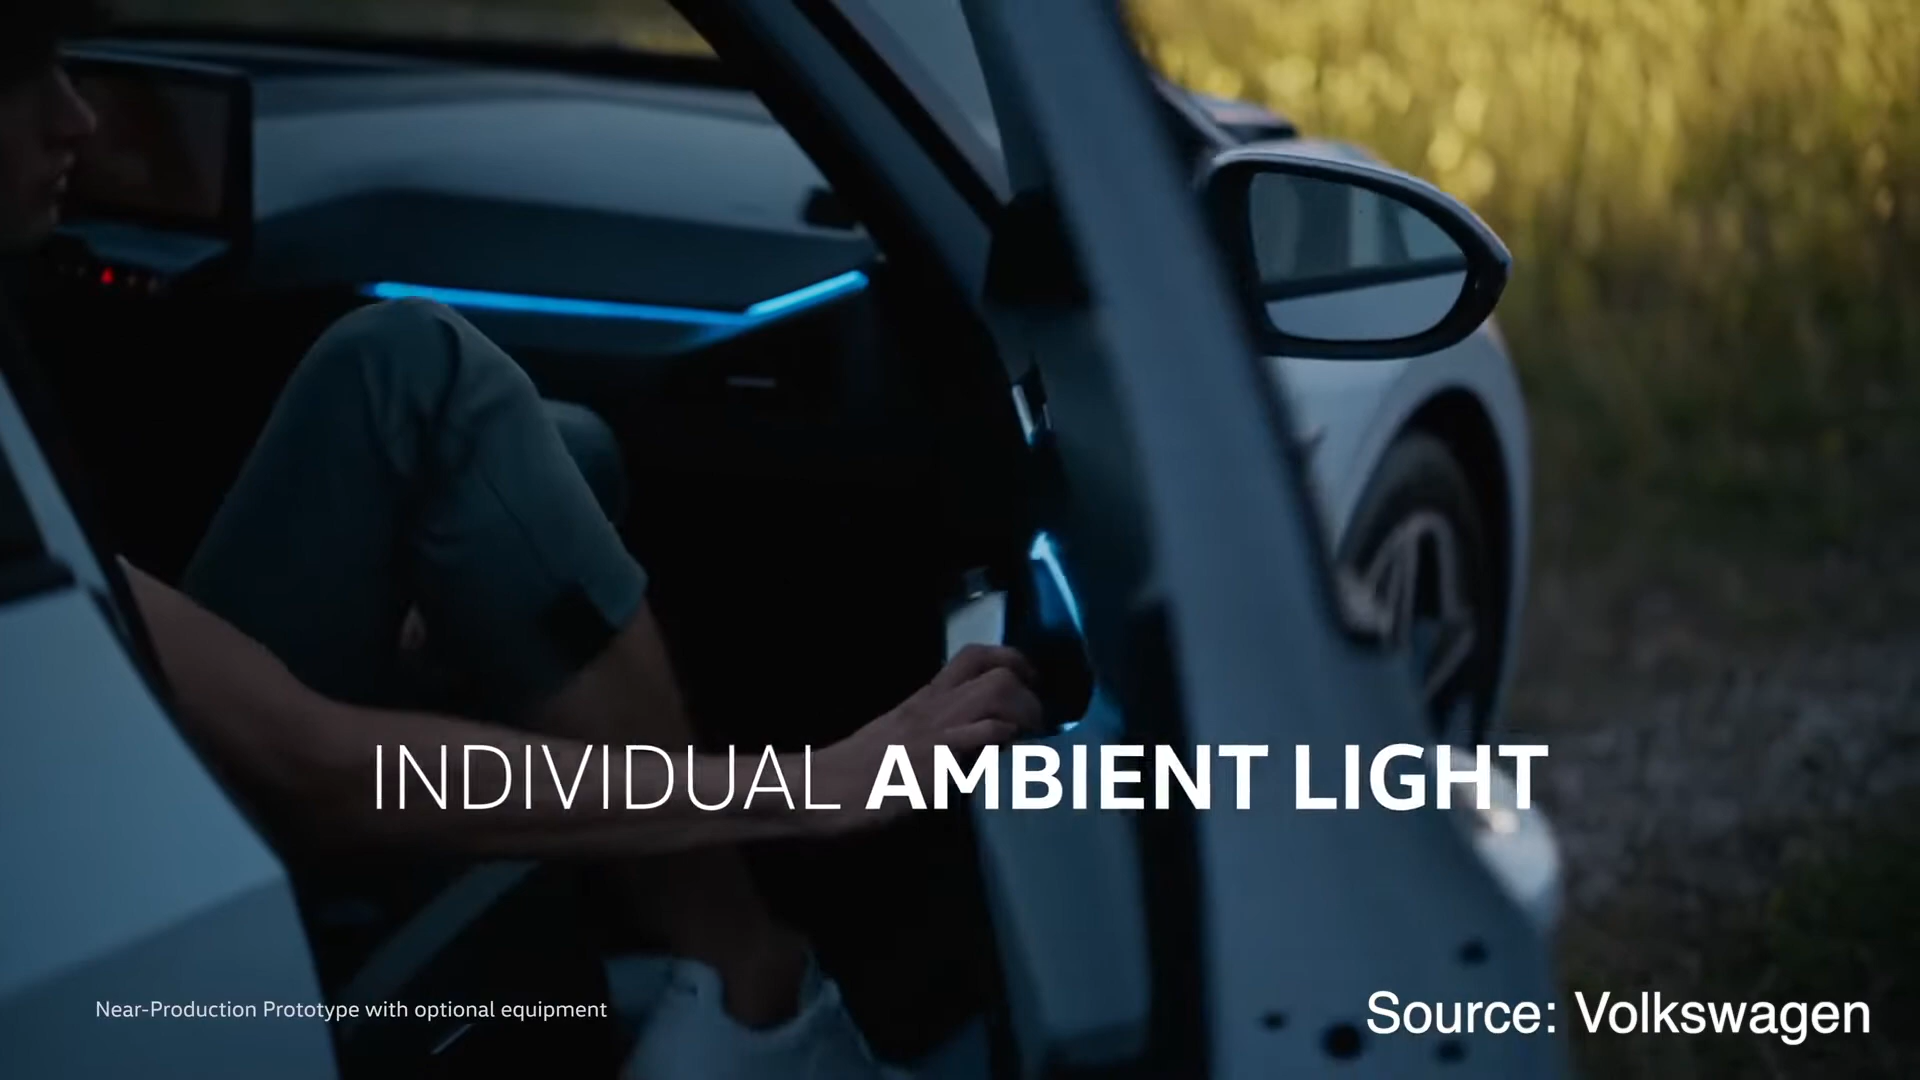 INDIVIDUAL AMBIENT LIGHT
Near-Production Prototype with optional equipment
Source: Volkswagen